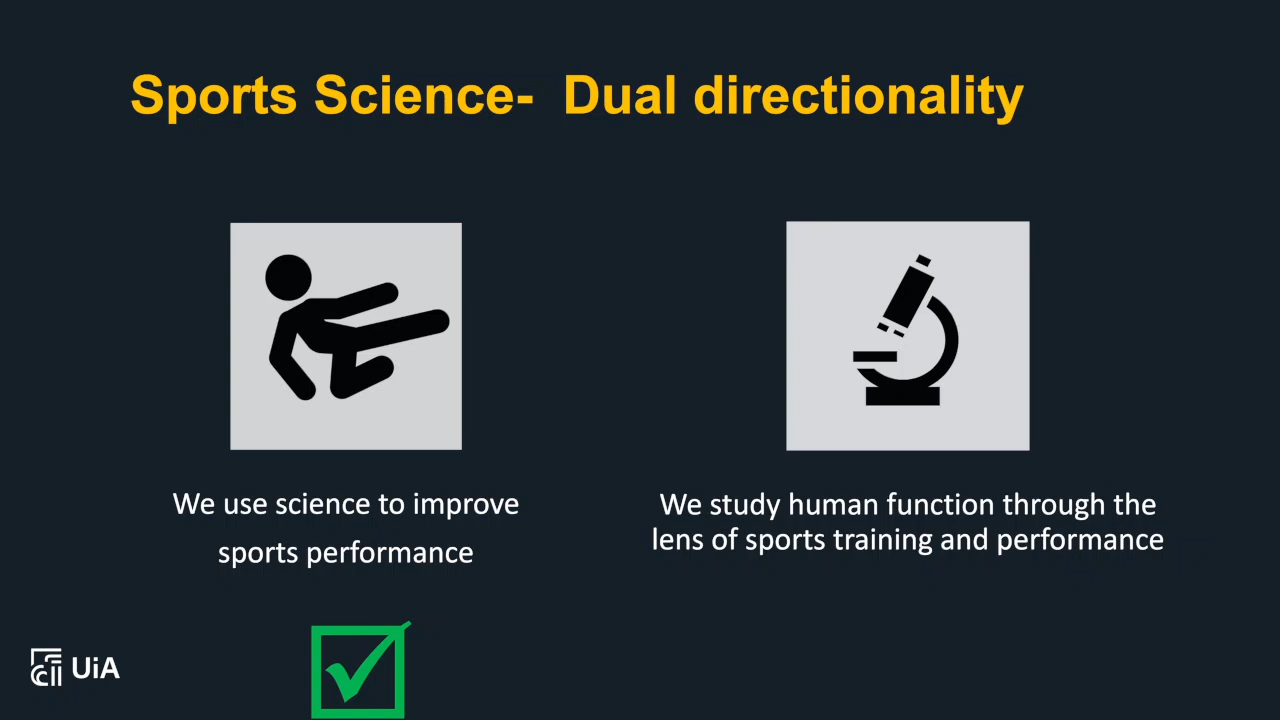 Sports Science- Dual directionality
We use science to improve
sports performance
We study human function through the
lens of sports training and performance
UiA